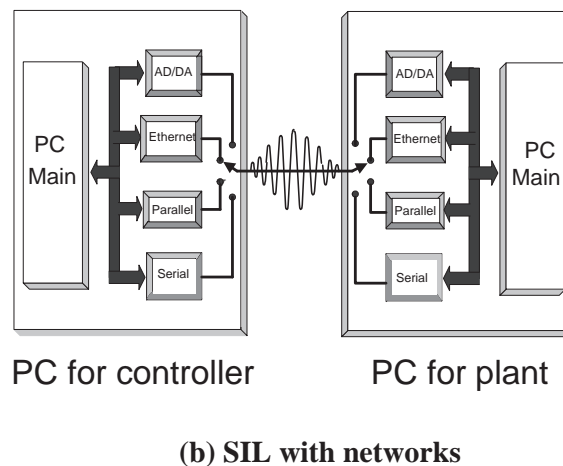 PC
Main
AD/DA
Ethernet
Parallel
Serial
AD/DA
Ethernet
Parallel
Serial
PC
Main
PC for controller
PC for plant
(b) SIL with networks